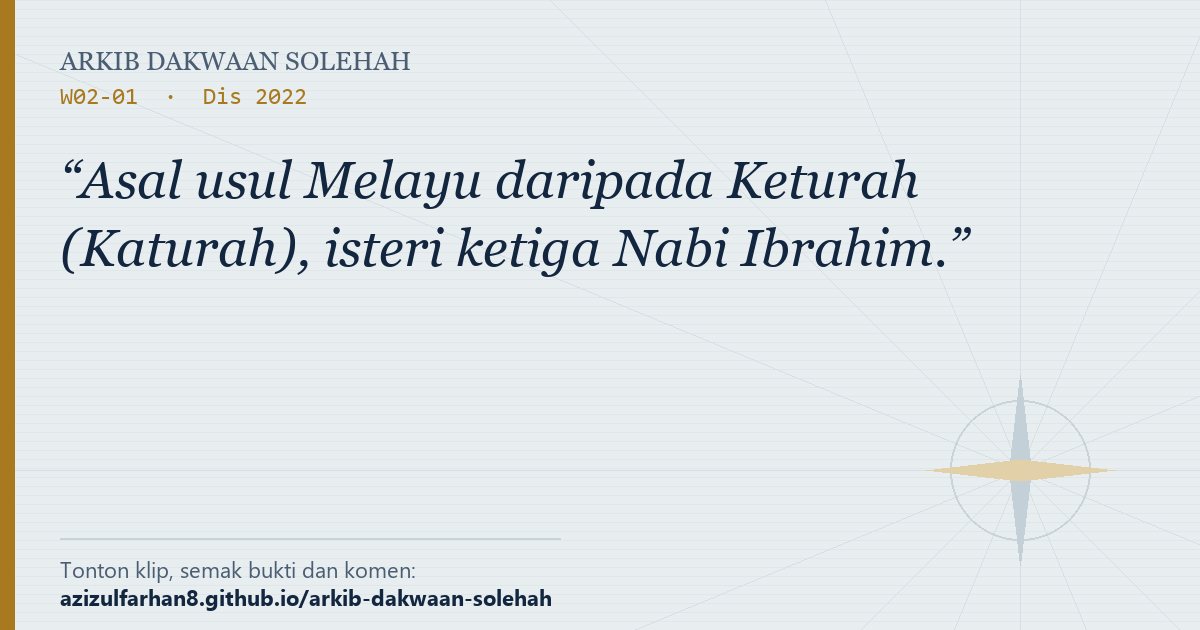 ARKIB DAKWAAN SOLEHAH
W02-01 · Dis 2022
“Asal usul Melayu daripada Keturah
(Katurah), isteri ketiga Nabi Ibrahim.”
Tonton klip, semak bukti dan komen:
azizulfarhan8.github.io/arkib-dakwaan-solehah